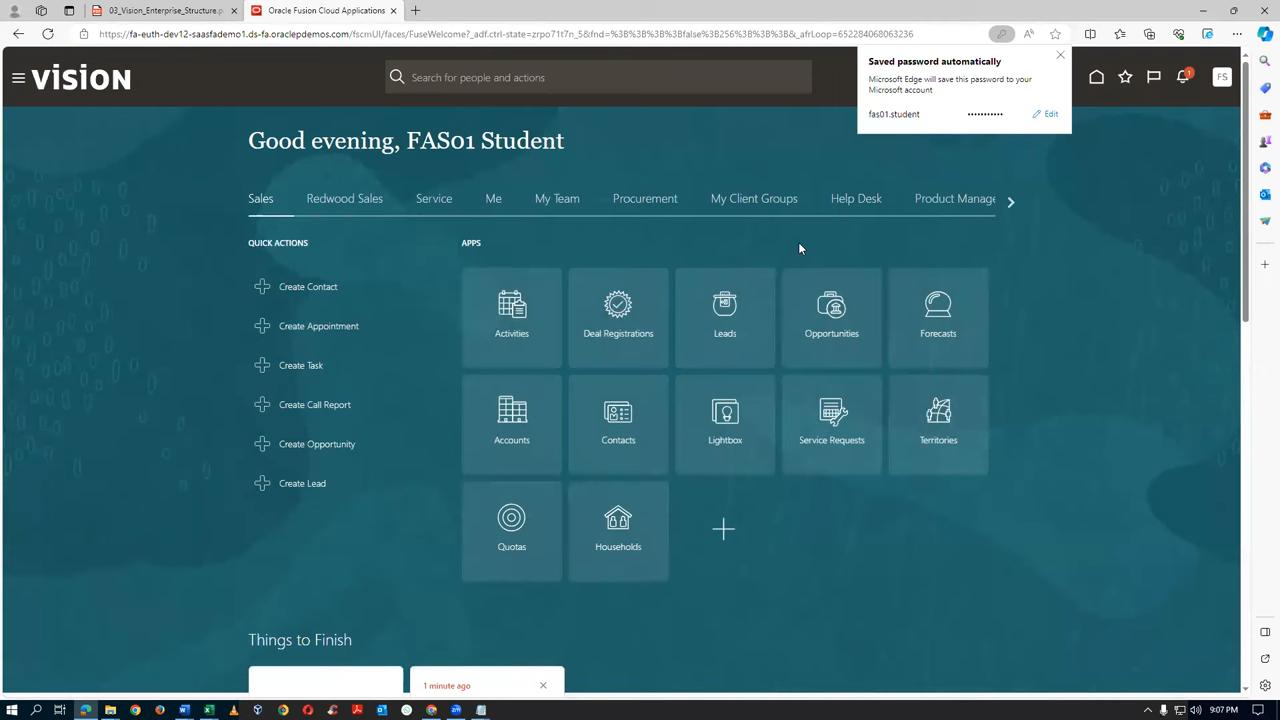 03_Vision_Enterprise_Structure.p
Oracle Fusion Cloud Applications
https://fa-euth-dev12-saasfademo1.ds-fa.oraclepdemos.com/fscmUI/faces/FuseWelcome?_adf.ctrl-state=zrpo71t7n_5&fnd=%3B%3B%3B%3Bfalse%3B256%3B%3B%3B&_afrLoop=652284068063236
Saved password automatically
Microsoft Edge will save this password to your
Microsoft account
fas01.student
•••••••••••
Edit
VISION
Search for people and actions
1
FS
Good evening, FAS01 Student
Sales
Redwood Sales
Service
Me
My Team
Procurement
My Client Groups
Help Desk
Product Manage
QUICK ACTIONS
Create Contact
Create Appointment
Create Task
Create Call Report
Create Opportunity
Create Lead
APPS
Activities
Deal Registrations
Leads
Opportunities
Forecasts
Accounts
Contacts
Lightbox
Service Requests
Territories
Quotas
Households
Things to Finish
1 minute ago
9:07 PM